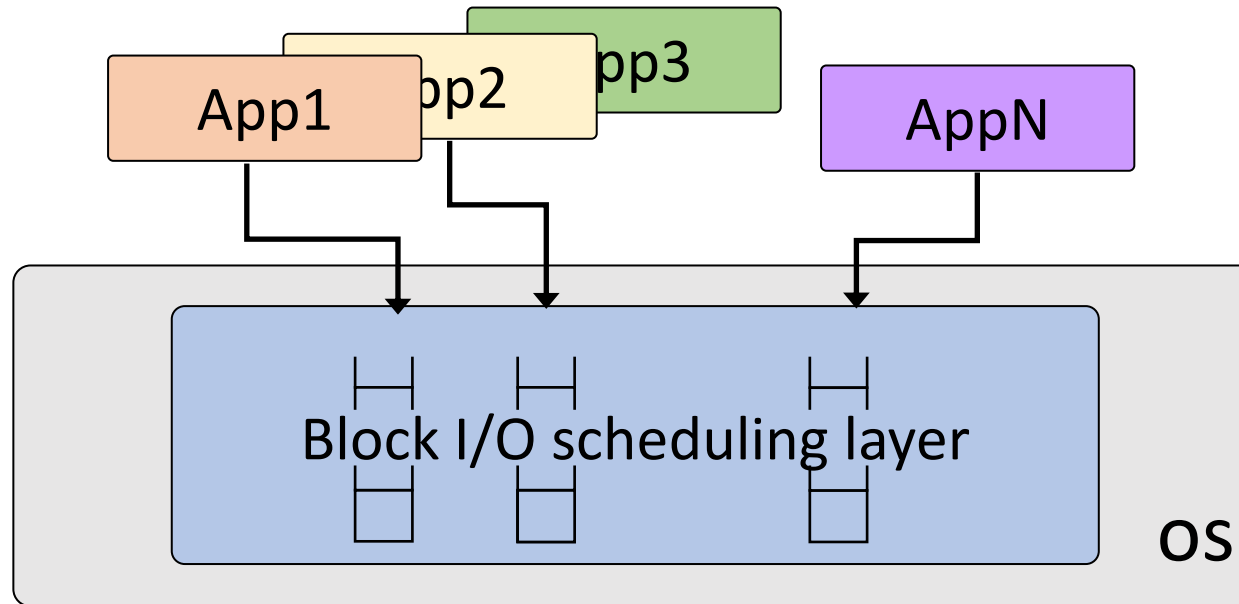 App1
pp2
pp3
AppN
Block I/O scheduling layer
OS